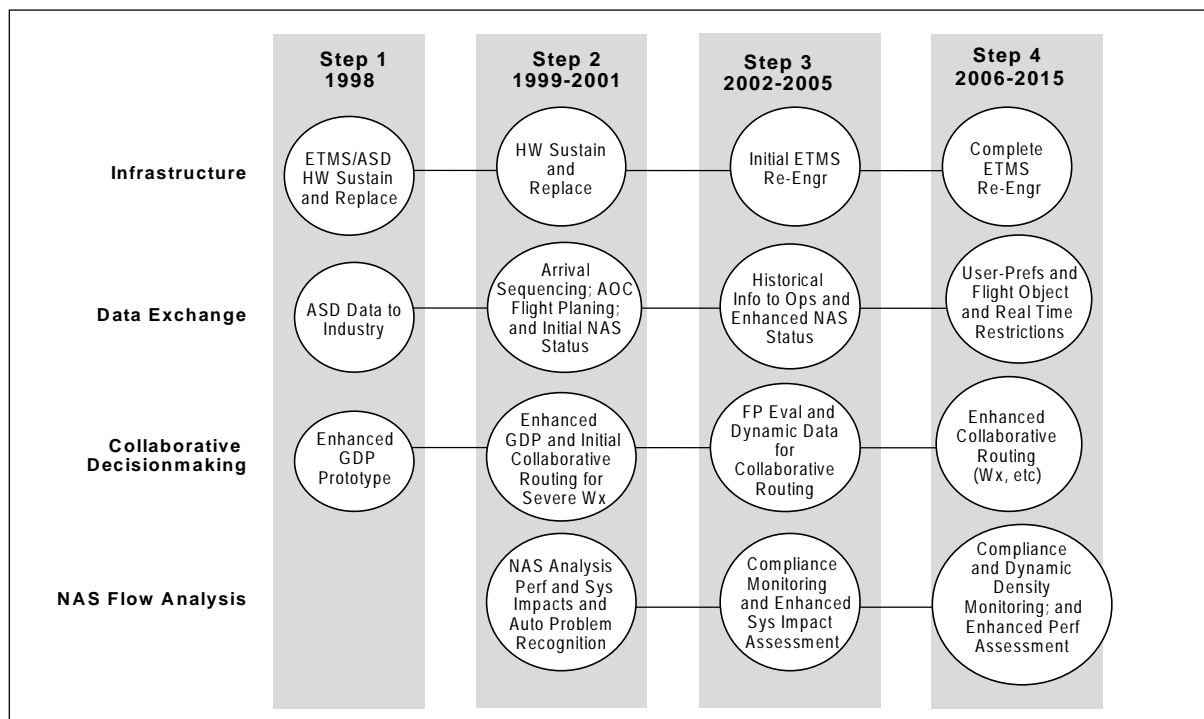 Step 1
1998
Step 2
1999-2001
Step 3
2002-2005
Step 4
2006-2015
Infrastructure
ETMS/ASD
HW Sustain
and Replace
HW Sustain
and
Replace
Initial ETMS
Re-Engr
Complete
ETMS
Re-Engr
Data Exchange
ASD Data to
Industry
Arrival
Sequencing; AOC
Flight Planing;
and Initial NAS
Status
Historical
Info to Ops and
Enhanced NAS
Status
User-Prefs and
Flight Object
and Real Time
Restrictions
Collaborative
Decisionmaking
Enhanced
GDP
Prototype
Enhanced
GDP and Initial
Collaborative
Routing for
Severe Wx
FP Eval and
Dynamic Data
for
Collaborative
Routing
Enhanced
Collaborative
Routing
(Wx, etc)
NAS Flow Analysis
NAS Analysis
Perf and Sys
Impacts and
Auto Problem
Recognition
Compliance
Monitoring
and Enhanced
Sys Impact
Assessment
Compliance
and Dynamic
Density
Monitoring; and
Enhanced Perf
Assessment